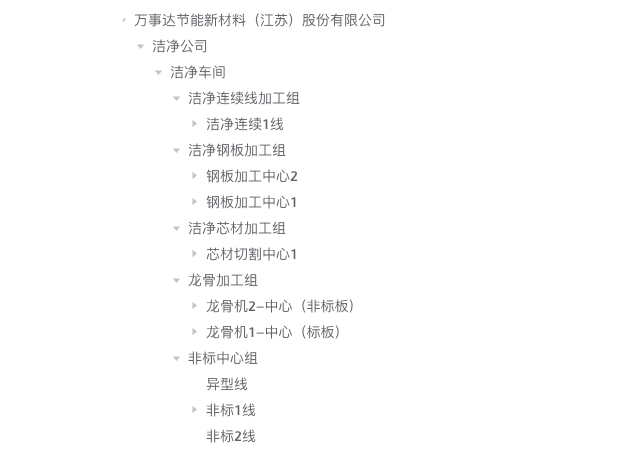 万事达节能新材料（江苏）股份有限公司
洁净公司
洁净车间
洁净连续线加工组
洁净连续1线
洁净钢板加工组
钢板加工中心2
钢板加工中心1
洁净芯材加工组
芯材切割中心1
龙骨加工组
龙骨机2-中心（非标板）
龙骨机1-中心（标板）
非标中心组
异型线
非标1线
非标2线